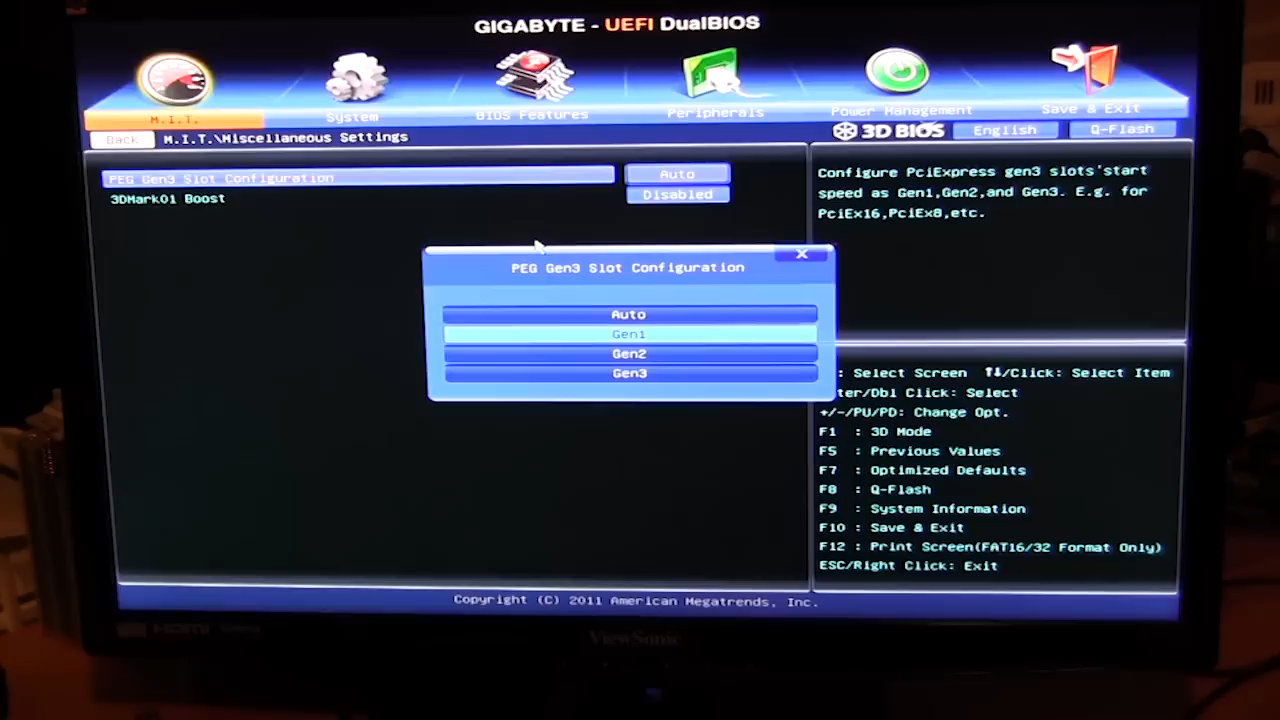 GIGABYTE - UEFI DualBIOS
M.I.T.
System
BIOS Features
Peripherals
Power Management
Save & Exit
Back
M.I.T.\Miscellaneous Settings
3D BIOS
English
Q-Flash
PEG Gen3 Slot Configuration
Auto
3DMark01 Boost
Disabled
Configure PciExpress gen3 slots'start
speed as Gen1,Gen2,and Gen3. E.g. for
PciEx16,PciEx8,etc.
PEG Gen3 Slot Configuration
X
Auto
Gen1
Gen2
Gen3
: Select Screen ↑↓/Click: Select Item
ter/Dbl Click: Select
+/-/PU/PD: Change Opt.
F1 : 3D Mode
F5 : Previous Values
F7 : Optimized Defaults
F8 : Q-Flash
F9 : System Information
F10 : Save & Exit
F12 : Print Screen(FAT16/32 Format Only)
ESC/Right Click: Exit
Copyright (C) 2011 American Megatrends, Inc.
HDMI
ViewSonic